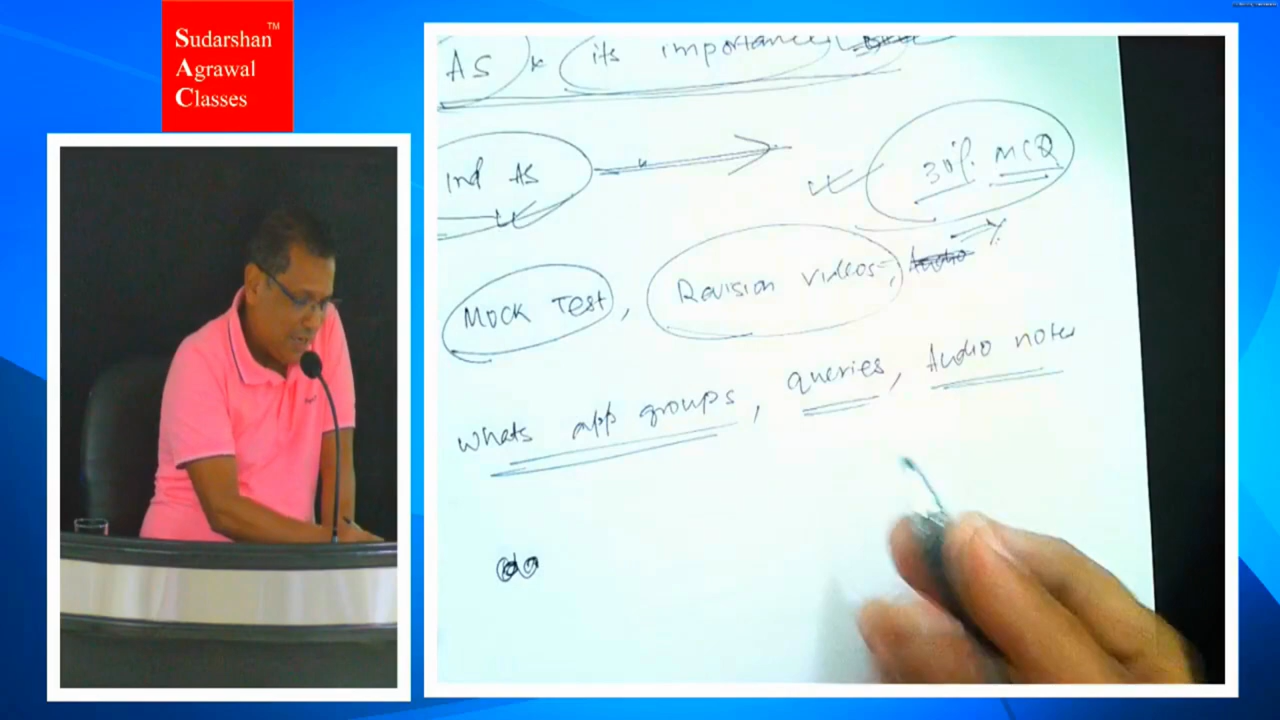 Sudarshan™
Agrawal
Classes
AS & its importance
Ind AS
30% MCQ
Mock Test, Revision videos,
whats app groups, queries, Audio notes